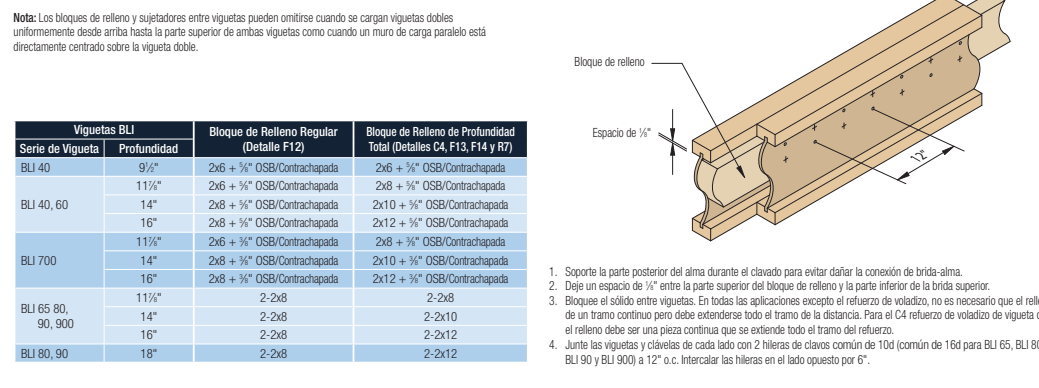 Nota: Los bloques de relleno y sujetadores entre viguetas pueden omitirse cuando se cargan viguetas dobles
uniformemente desde arriba hasta la parte superior de ambas viguetas como cuando un muro de carga paralelo está
directamente centrado sobre la vigueta doble.
Viguetas BLI
Bloque de Relleno Regular
(Detalle F12)
Bloque de Relleno de Profundidad
Total (Detalles C4, F13, F14 y R7)
Serie de Vigueta Profundidad
BLI 40 9½" 2x6 + ⅝" OSB/Contrachapada 2x6 + ⅝" OSB/Contrachapada
BLI 40, 60
11⅞" 2x6 + ⅝" OSB/Contrachapada 2x8 + ⅝" OSB/Contrachapada
14" 2x8 + ⅝" OSB/Contrachapada 2x10 + ⅝" OSB/Contrachapada
16" 2x8 + ⅝" OSB/Contrachapada 2x12 + ⅝" OSB/Contrachapada
BLI 700
11⅞" 2x6 + ⅝" OSB/Contrachapada 2x8 + ⅝" OSB/Contrachapada
14" 2x8 + ⅝" OSB/Contrachapada 2x10 + ⅝" OSB/Contrachapada
16" 2x8 + ⅝" OSB/Contrachapada 2x12 + ⅝" OSB/Contrachapada
BLI 65 80,
90, 900
11⅞" 2-2x8 2-2x8
14" 2-2x8 2-2x10
16" 2-2x8 2-2x12
BLI 80, 90 18" 2-2x8 2-2x12
Bloque de relleno
Espacio de ⅛"
12"
1. Soporte la parte posterior del alma durante el clavado para evitar dañar la conexión de brida-alma.
2. Deje un espacio de ⅛" entre la parte superior del bloque de relleno y la parte inferior de la brida superior.
3. Bloquee el sólido entre viguetas. En todas las aplicaciones excepto el refuerzo de voladizo, no es necesario que el rell
de un tramo continuo pero debe extenderse todo el tramo de la distancia. Para el C4 refuerzo de voladizo de vigueta
el relleno debe ser una pieza continua que se extiende todo el tramo del refuerzo.
4. Junte las viguetas y clávelas de cada lado con 2 hileras de clavos común de 10d (común de 16d para BLI 65, BLI 80
BLI 90 y BLI 900) a 12" o.c. Intercalar las hileras en el lado opuesto por 6".